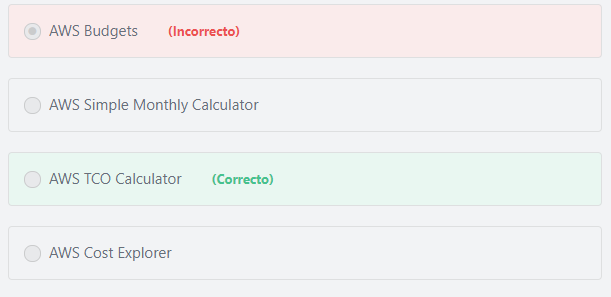 AWS Budgets (Incorrecto)
AWS Simple Monthly Calculator
AWS TCO Calculator (Correcto)
AWS Cost Explorer